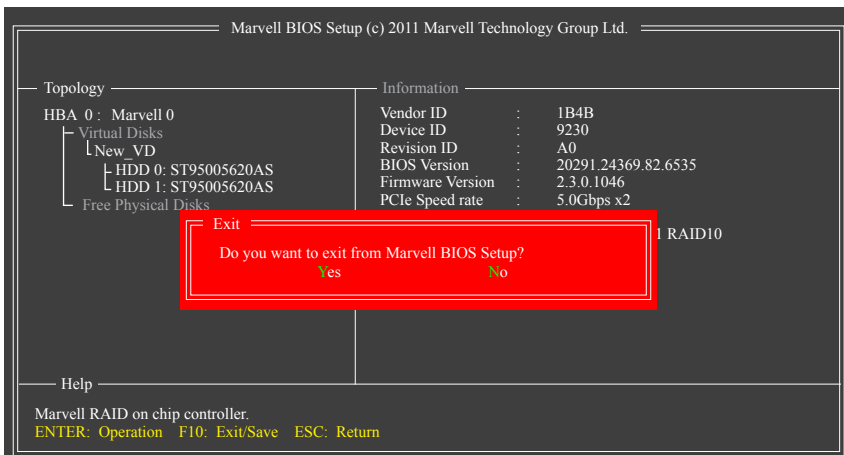 Marvell BIOS Setup (c) 2011 Marvell Technology Group Ltd.
Topology
HBA 0 : Marvell 0
Virtual Disks
New_VD
HDD 0: ST95005620AS
HDD 1: ST95005620AS
Free Physical Disks
Information
Vendor ID : 1B4B
Device ID : 9230
Revision ID : A0
BIOS Version : 20291.24369.82.6535
Firmware Version : 2.3.0.1046
PCIe Speed rate : 5.0Gbps x2
1 RAID10
Exit
Do you want to exit from Marvell BIOS Setup?
Yes No
Help
Marvell RAID on chip controller.
ENTER: Operation F10: Exit/Save ESC: Return